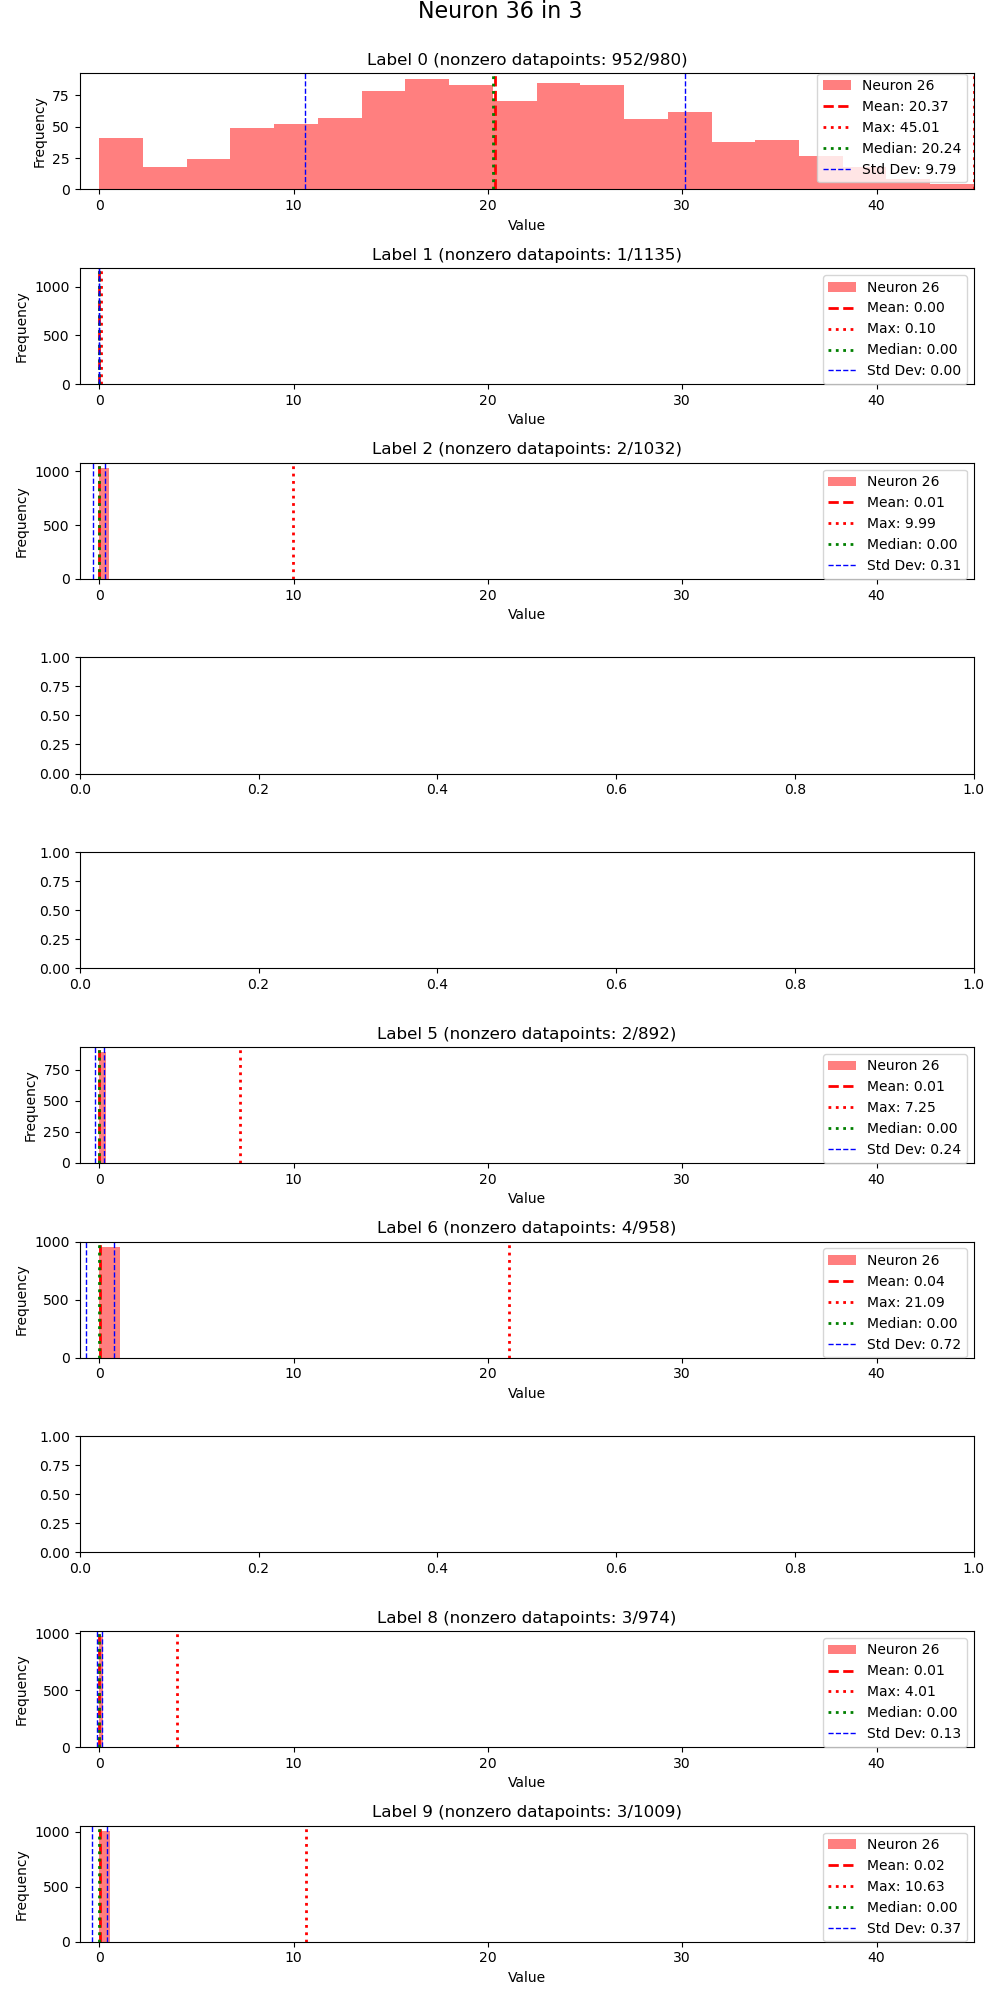 Neuron 36 in 3
Label 0 (nonzero datapoints: 952/980)
Frequency
75
50
25
0
Neuron 26
Mean: 20.37
Max: 45.01
Median: 20.24
Std Dev: 9.79
0 10 20 30 40
Value
Label 1 (nonzero datapoints: 1/1135)
Frequency
1000
500
0
Neuron 26
Mean: 0.00
Max: 0.10
Median: 0.00
Std Dev: 0.00
0 10 20 30 40
Value
Label 2 (nonzero datapoints: 2/1032)
Frequency
1000
500
0
Neuron 26
Mean: 0.01
Max: 9.99
Median: 0.00
Std Dev: 0.31
0 10 20 30 40
Value
1.00
0.75
0.50
0.25
0.00
0.0 0.2 0.4 0.6 0.8 1.0
1.00
0.75
0.50
0.25
0.00
0.0 0.2 0.4 0.6 0.8 1.0
Label 5 (nonzero datapoints: 2/892)
Frequency
750
500
250
0
Neuron 26
Mean: 0.01
Max: 7.25
Median: 0.00
Std Dev: 0.24
0 10 20 30 40
Value
Label 6 (nonzero datapoints: 4/958)
Frequency
1000
500
0
Neuron 26
Mean: 0.04
Max: 21.09
Median: 0.00
Std Dev: 0.72
0 10 20 30 40
Value
1.00
0.75
0.50
0.25
0.00
0.0 0.2 0.4 0.6 0.8 1.0
Label 8 (nonzero datapoints: 3/974)
Frequency
1000
500
0
Neuron 26
Mean: 0.01
Max: 4.01
Median: 0.00
Std Dev: 0.13
0 10 20 30 40
Value
Label 9 (nonzero datapoints: 3/1009)
Frequency
1000
500
0
Neuron 26
Mean: 0.02
Max: 10.63
Median: 0.00
Std Dev: 0.37
0 10 20 30 40
Value